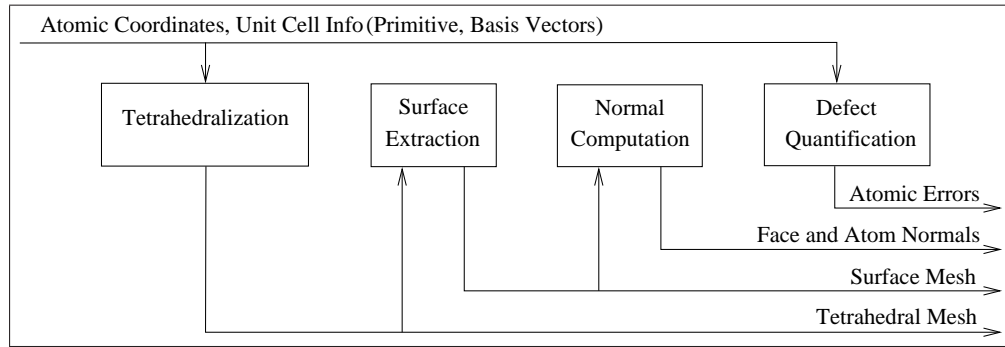 Atomic Coordinates, Unit Cell Info (Primitive, Basis Vectors)
Tetrahedralization
Surface
Extraction
Normal
Computation
Defect
Quantification
Atomic Errors
Face and Atom Normals
Surface Mesh
Tetrahedral Mesh